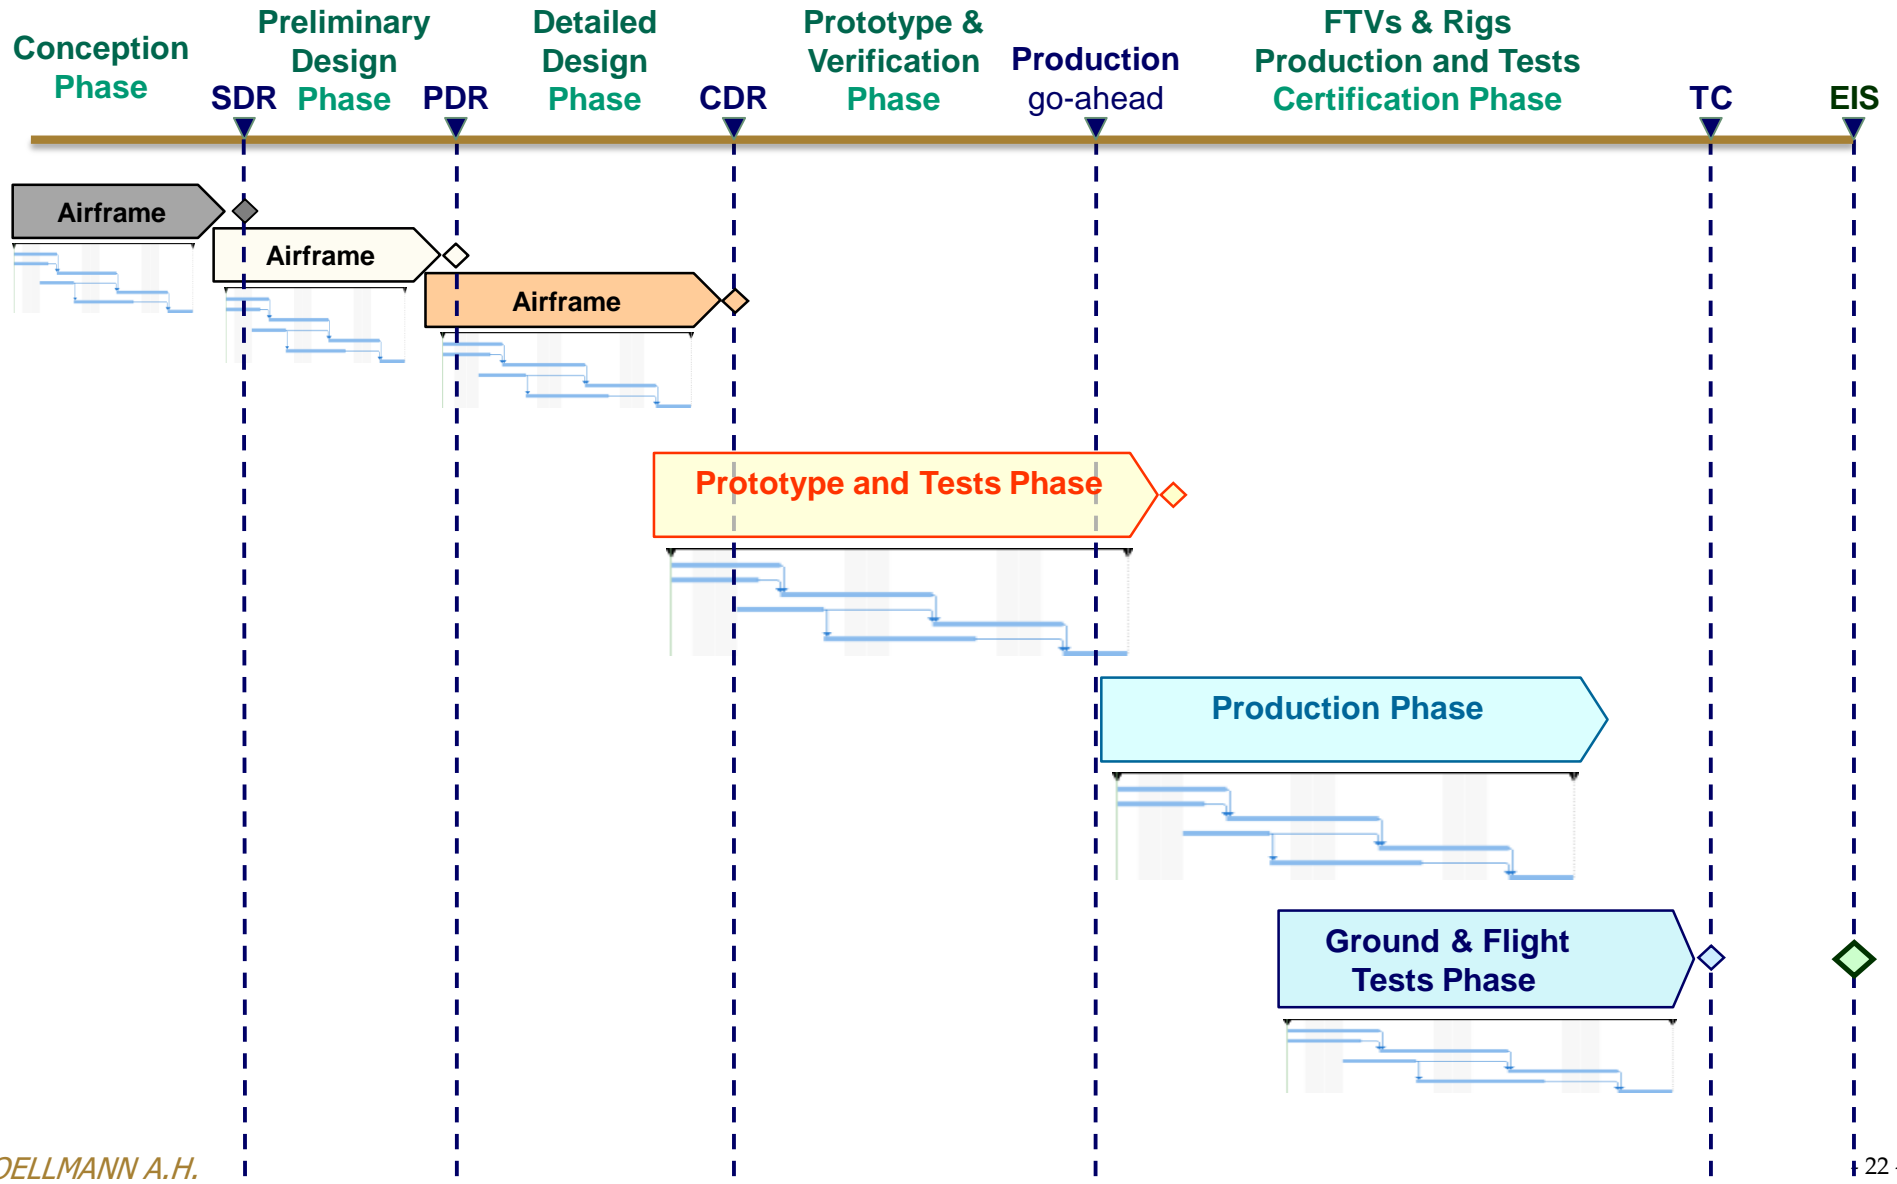 Conception
Phase
SDR
Preliminary
Design
Phase
PDR
Detailed
Design
Phase
CDR
Prototype &
Verification
Phase
Production
go-ahead
FTVs & Rigs
Production and Tests
Certification Phase
TC
EIS
Airframe
Airframe
Airframe
Prototype and Tests Phase
Production Phase
Ground & Flight
Tests Phase
OELLMANN A.H.
- 22 -